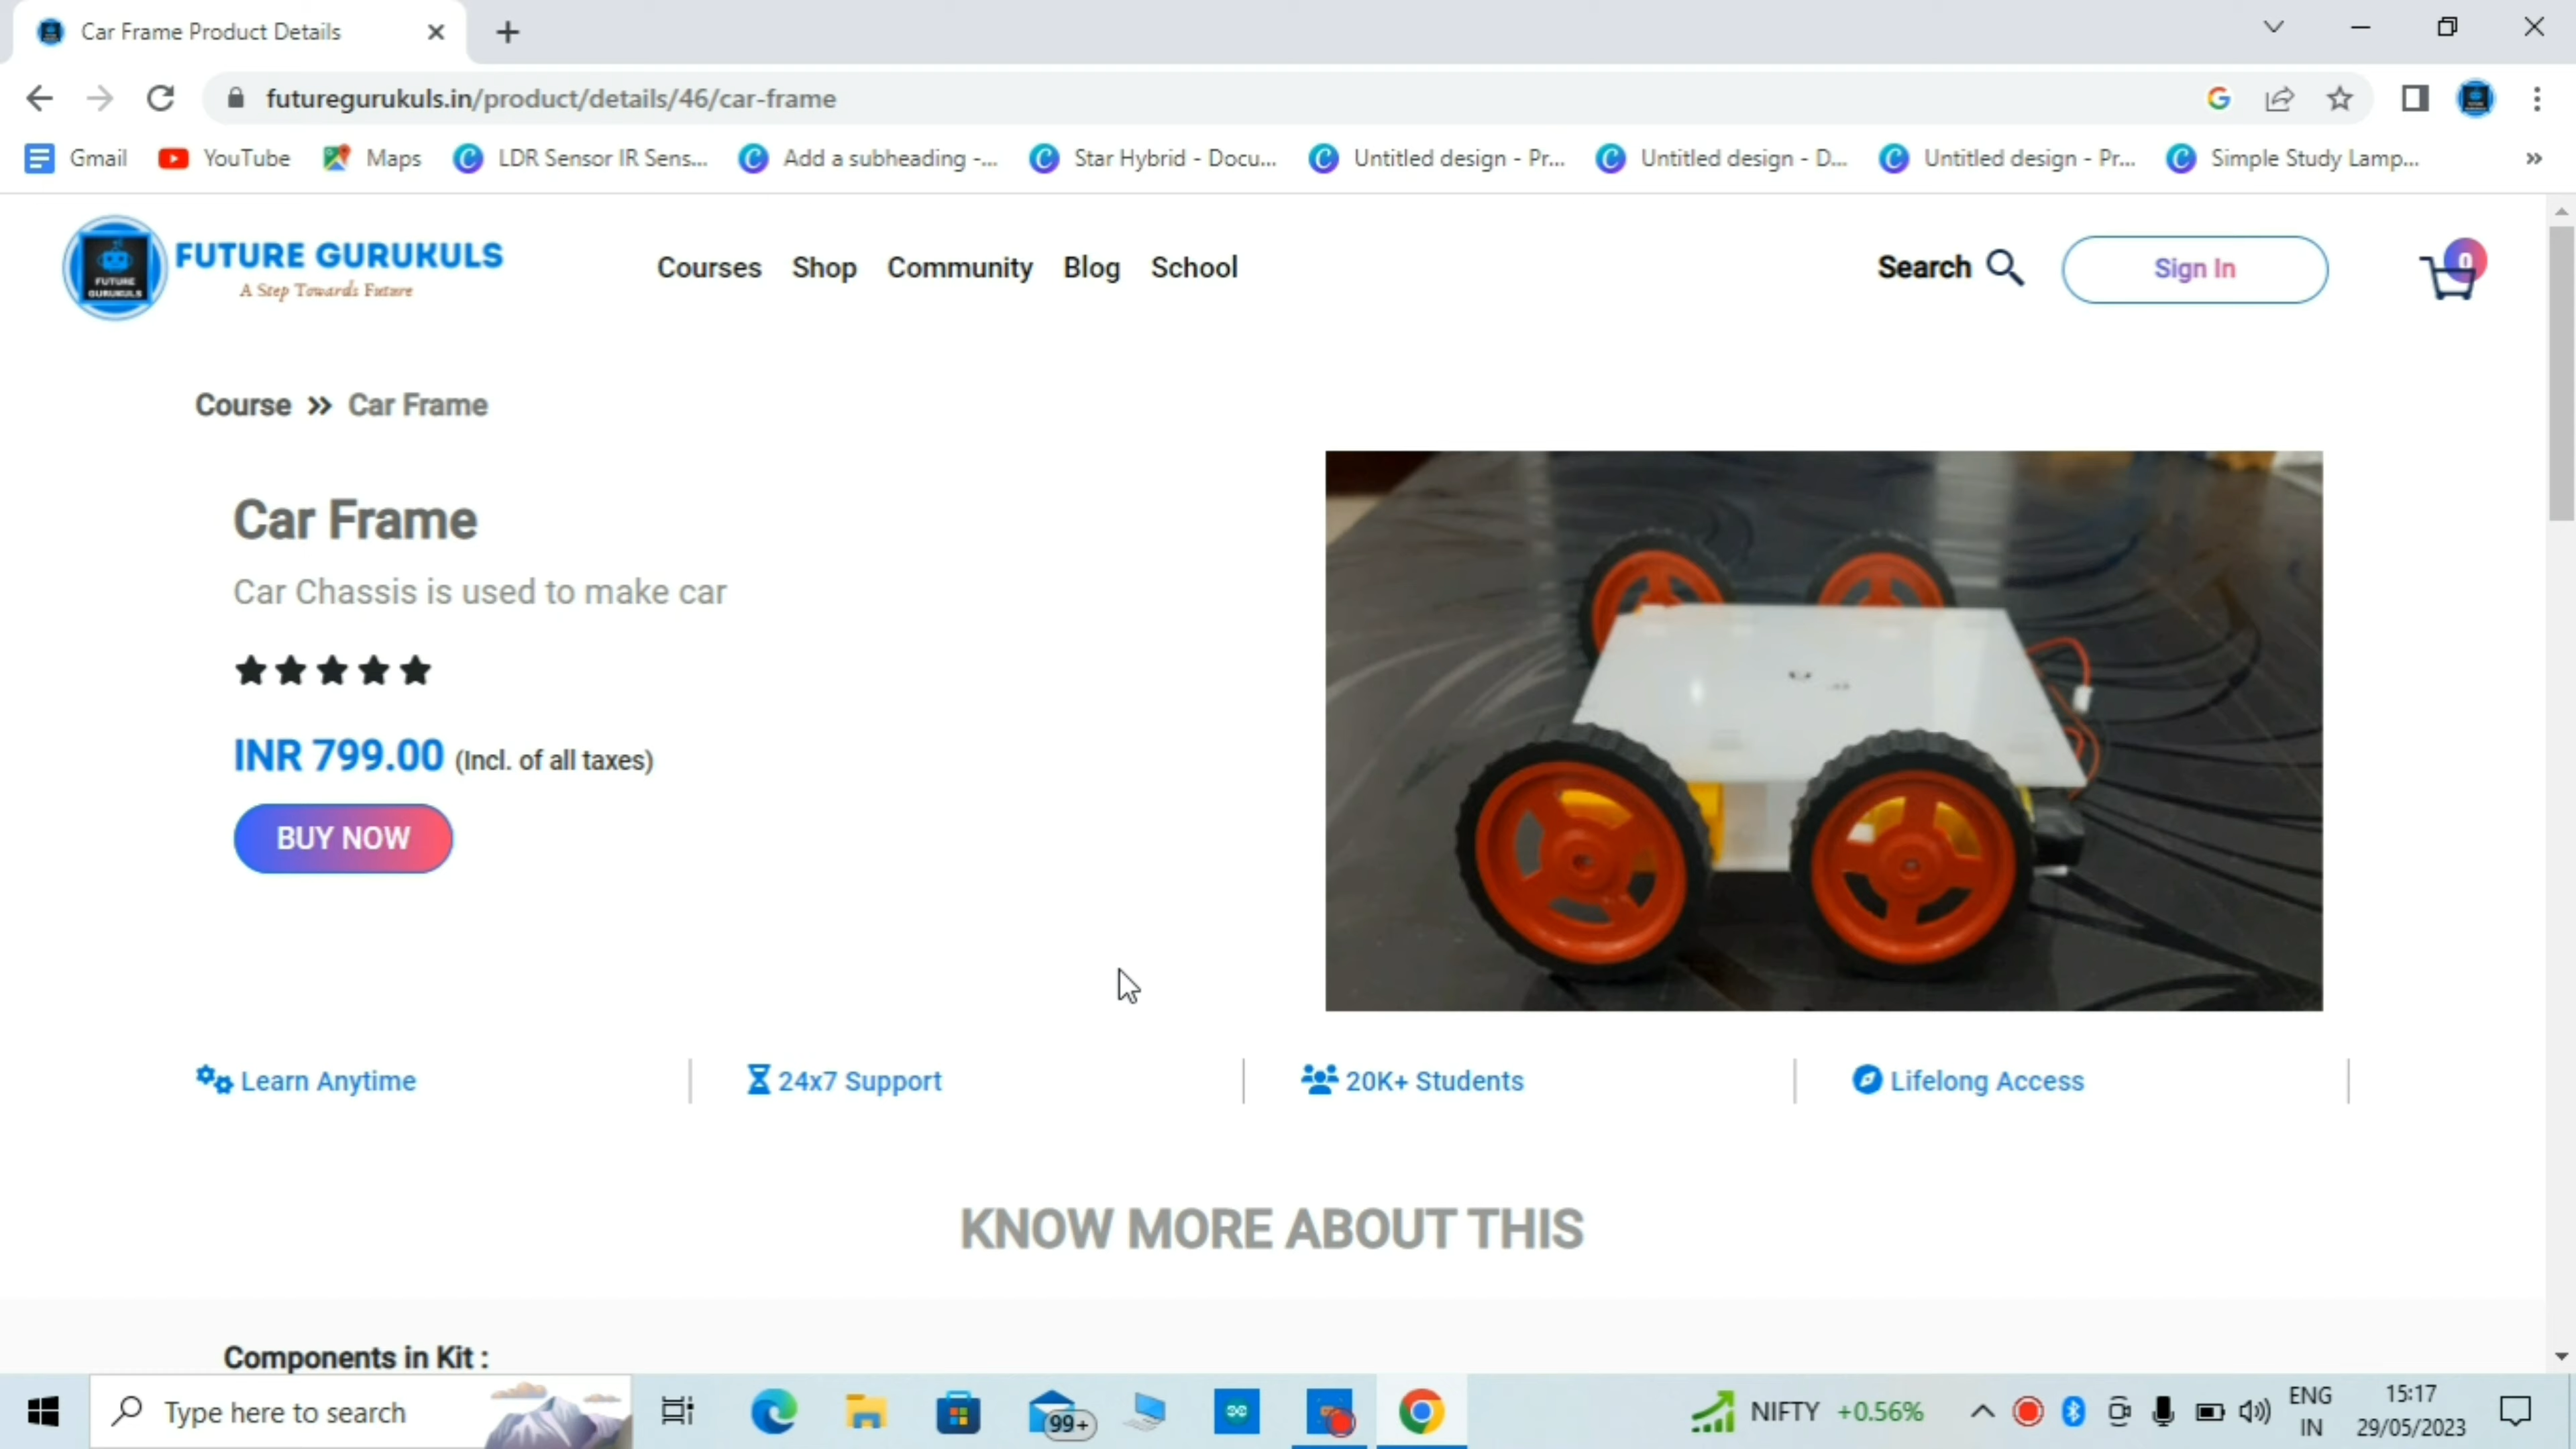 Car Frame Product Details
futuregurukuls.in/product/details/46/car-frame
Gmail YouTube Maps LDR Sensor IR Sens... Add a subheading -... Star Hybrid - Docu... Untitled design - Pr... Untitled design - D... Untitled design - Pr... Simple Study Lamp... »
FUTURE GURUKULS
FUTURE GURUKULS
A Step Towards Future
Courses Shop Community Blog School
Search Sign In 0
Course » Car Frame
Car Frame
Car Chassis is used to make car
INR 799.00 (Incl. of all taxes)
BUY NOW
Learn Anytime
24x7 Support
20K+ Students
Lifelong Access
KNOW MORE ABOUT THIS
Components in Kit :
Type here to search
99+
NIFTY +0.56%
ENG
IN
15:17
29/05/2023